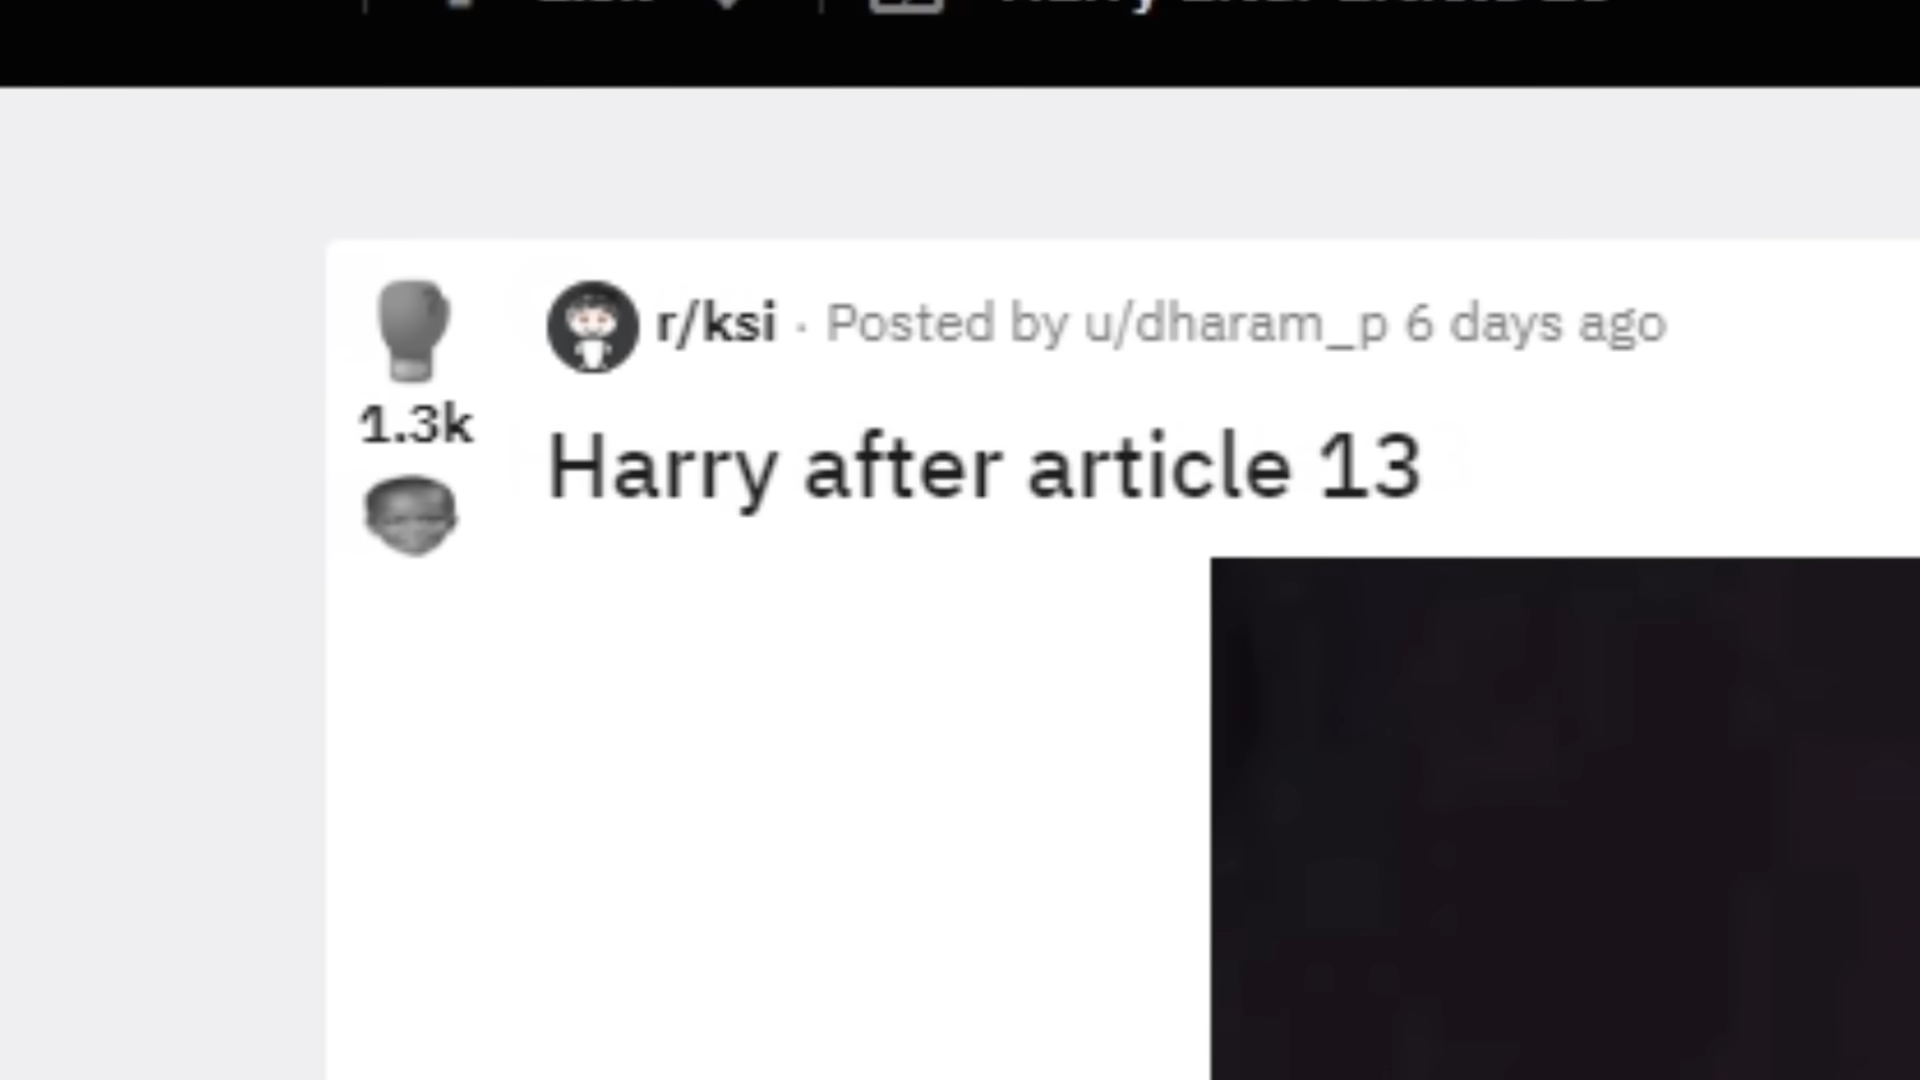 r/ksi · Posted by u/dharam_p 6 days ago
1.3k
Harry after article 13